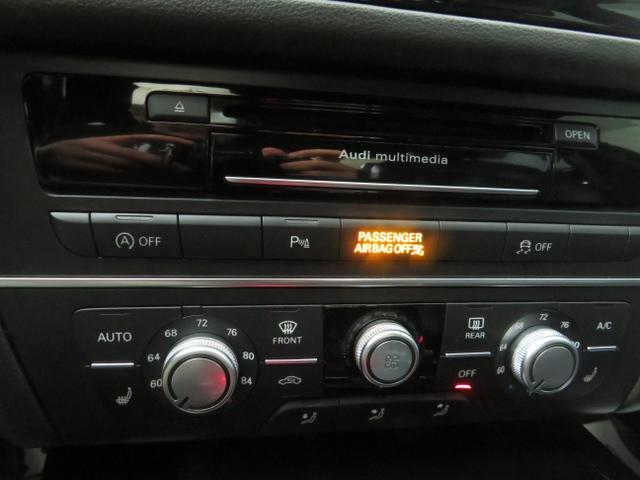 OPEN
Audi multimedia
A OFF
P
PASSENGER
AIR BAG OFF
OFF
AUTO
68 72 76
64 80
60 84
FRONT
REAR
OFF
68 72 76
64 80
60
A/C